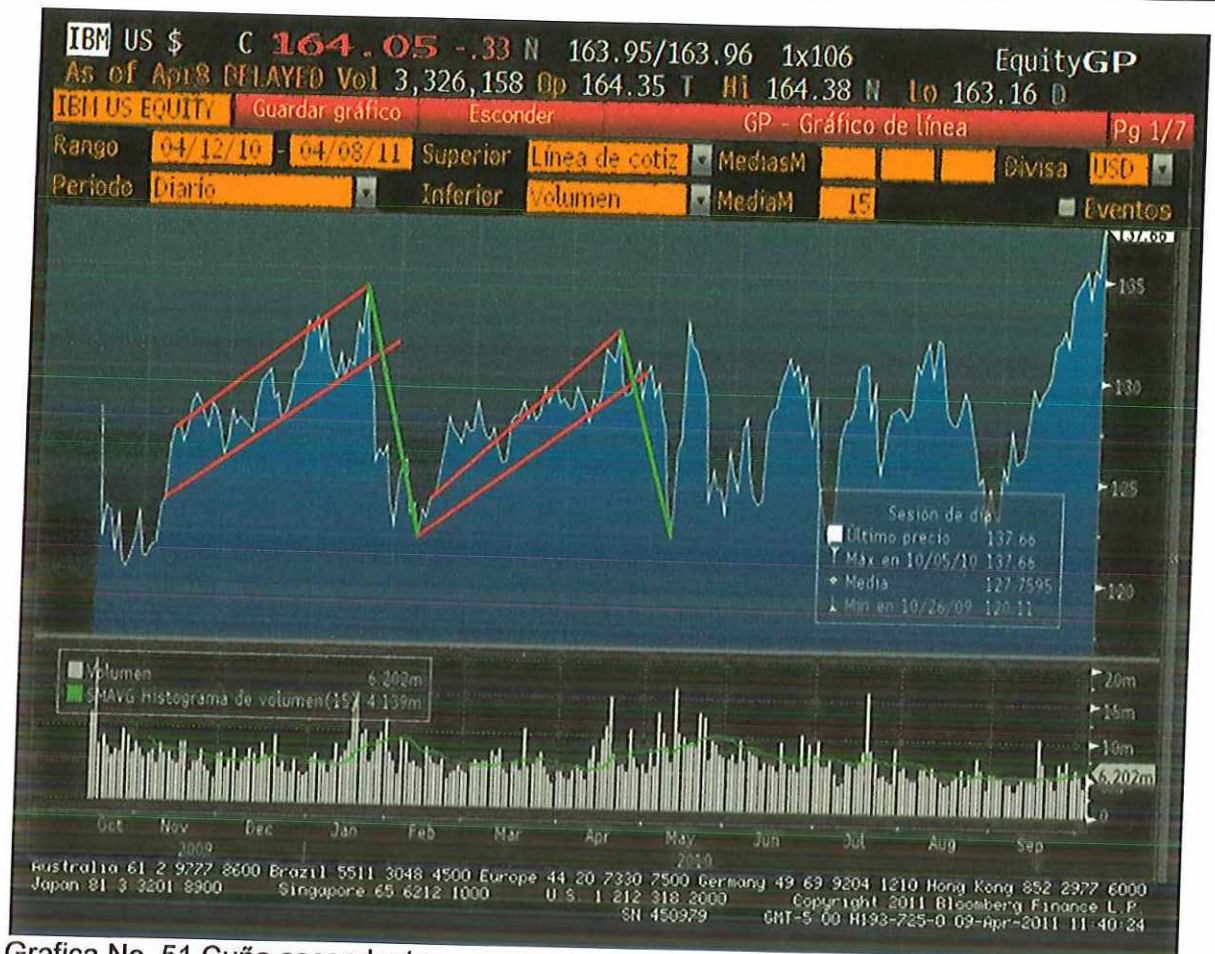 IBM US $ C 164.05 -.33 N 163.95/163.96 1x106 EquityGP
As of Apr8 DELAYED Vol 3,326,158 Op 164.35 T Hi 164.38 N Lo 163.16 D
IBM US EQUITY Guardar gráfico Esconder GP - Gráfico de línea Pg 1/7
Rango 04/12/10 - 04/08/11 Superior Línea de cotiz MediasM Divisa USD
Periodo Diario Inferior Volumen MediaM 15 Eventos
137.66
135
130
125
Sesión de día
Último precio 137.66
Máx en 10/05/10 137.66
Media 127.7595
Mín en 10/26/09 120.11
120
Volumen 6.202m
SMAVG Histograma de volumen(15) 4.139m
20m
15m
10m
6.202m
0
Oct Nov Dec Jan Feb Mar Apr May Jun Jul Aug Sep
2009 2010
Australia 61 2 9777 8600 Brazil 5511 3048 4500 Europe 44 20 7330 7500 Germany 49 69 9204 1210 Hong Kong 852 2977 6000
Japan 81 3 3201 8900 Singapore 65 6212 1000 U.S. 1 212 318 2000 Copyright 2011 Bloomberg Finance L.P.
SN 450979 GMT-5:00 H193-725-0 09-Apr-2011 11:40:24
Grafica No. 51 Cuña ascendente